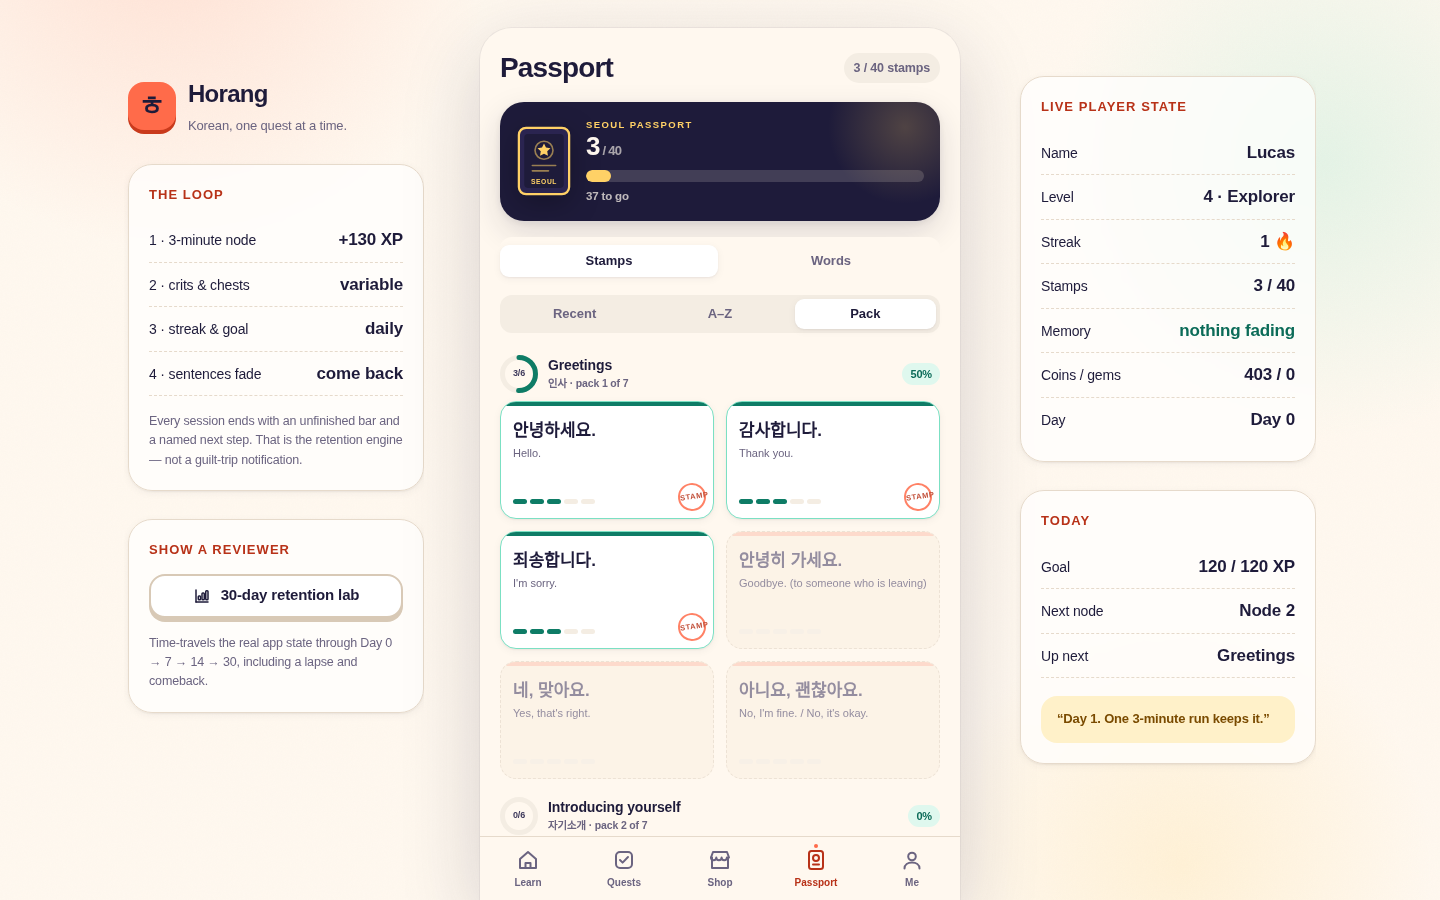 ㅎ
Horang
Korean, one quest at a time.
THE LOOP
1 · 3-minute node +130 XP
2 · crits & chests variable
3 · streak & goal daily
4 · sentences fade come back
Every session ends with an unfinished bar and
a named next step. That is the retention engine
— not a guilt-trip notification.
SHOW A REVIEWER
30-day retention lab
Time-travels the real app state through Day 0
→ 7 → 14 → 30, including a lapse and
comeback.
Passport
3 / 40 stamps
SEOUL
SEOUL PASSPORT
3 / 40
37 to go
Stamps Words
Recent A–Z Pack
3/6
Greetings
인사 · pack 1 of 7
50%
안녕하세요.
Hello.
STAMP
감사합니다.
Thank you.
STAMP
죄송합니다.
I'm sorry.
STAMP
안녕히 가세요.
Goodbye. (to someone who is leaving)
네, 맞아요.
Yes, that's right.
아니요, 괜찮아요.
No, I'm fine. / No, it's okay.
0/6
Introducing yourself
자기소개 · pack 2 of 7
0%
Learn Quests Shop Passport Me
LIVE PLAYER STATE
Name Lucas
Level 4 · Explorer
Streak 1 🔥
Stamps 3 / 40
Memory nothing fading
Coins / gems 403 / 0
Day Day 0
TODAY
Goal 120 / 120 XP
Next node Node 2
Up next Greetings
“Day 1. One 3-minute run keeps it.”